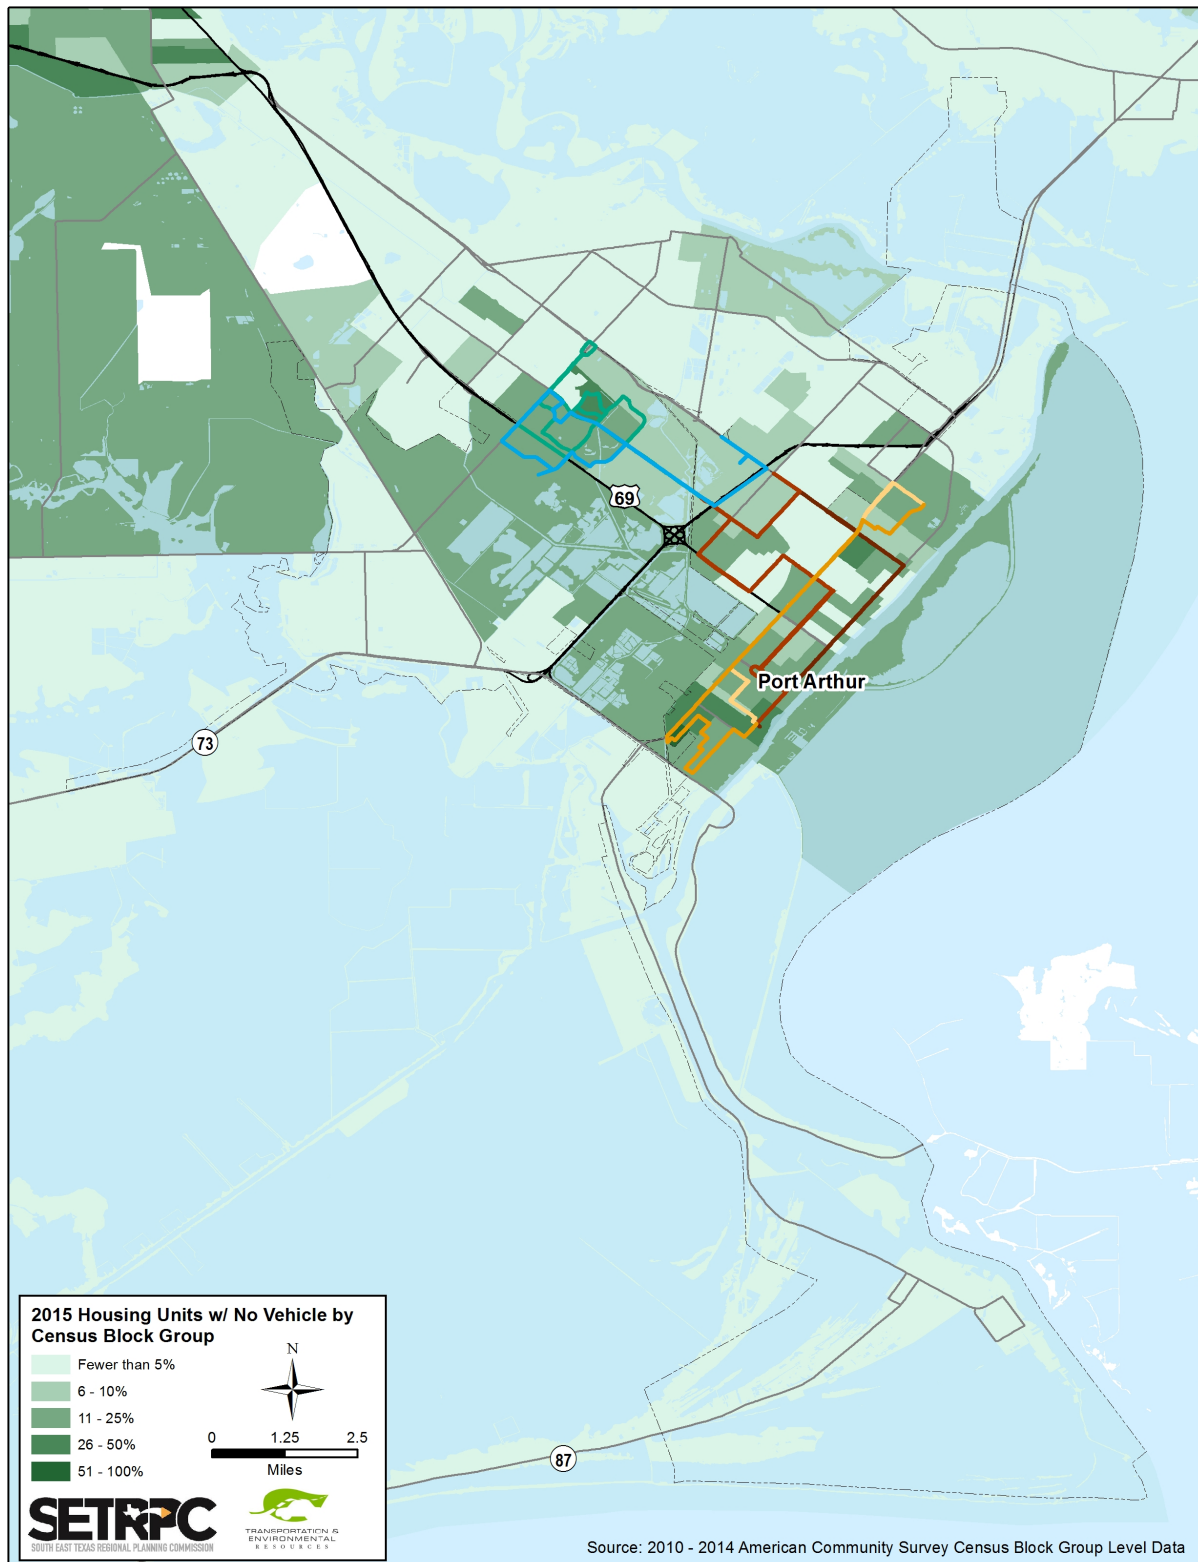 69
Port Arthur
73
2015 Housing Units w/ No Vehicle by
Census Block Group
N
Fewer than 5%
6 - 10%
11 - 25%
26 - 50%
51 - 100%
0 1.25 2.5
Miles
SETRPC
SOUTH EAST TEXAS REGIONAL PLANNING COMMISSION
TRANSPORTATION &
ENVIRONMENTAL
RESOURCES
87
Source: 2010 - 2014 American Community Survey Census Block Group Level Data